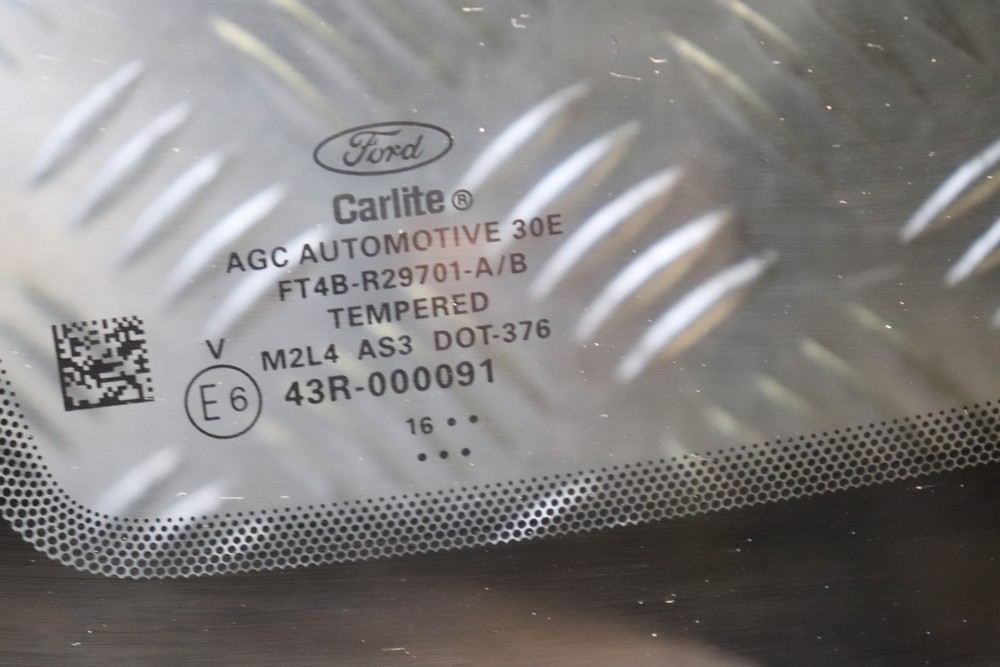 Ford
Carlite®
AGC AUTOMOTIVE 30E
FT4B-R29701-A/B
TEMPERED
V M2L4 AS3 DOT-376
E6 43R-000091
16 • •
• • •